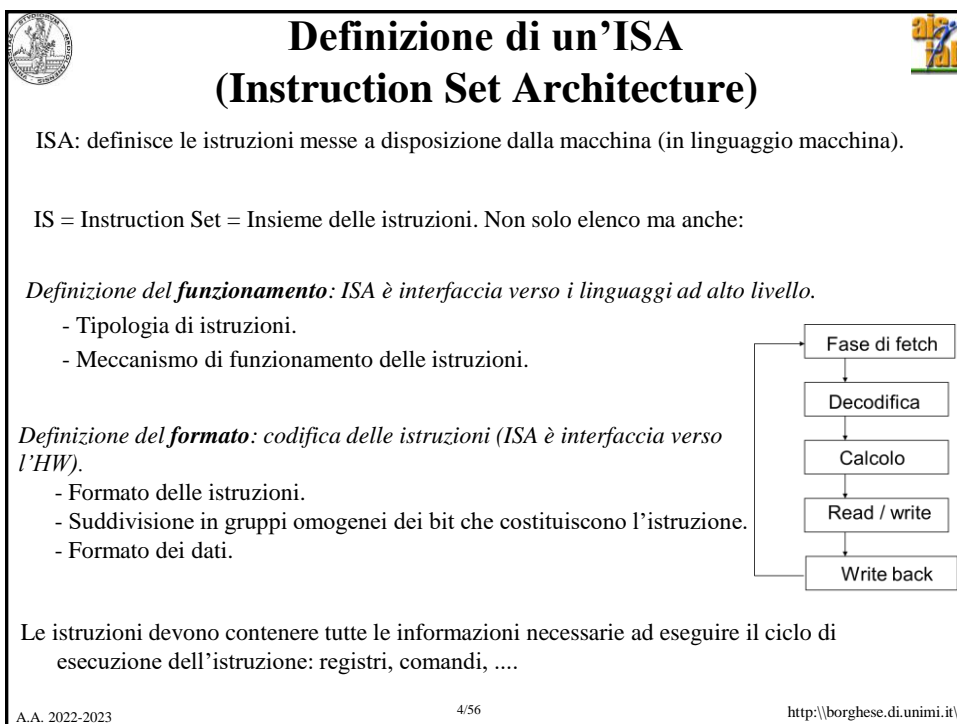 Definizione di un'ISA
(Instruction Set Architecture)
ISA: definisce le istruzioni messe a disposizione dalla macchina (in linguaggio macchina).
IS = Instruction Set = Insieme delle istruzioni. Non solo elenco ma anche:
Definizione del funzionamento: ISA è interfaccia verso i linguaggi ad alto livello.
- Tipologia di istruzioni.
- Meccanismo di funzionamento delle istruzioni.
Definizione del formato: codifica delle istruzioni (ISA è interfaccia verso
l'HW).
- Formato delle istruzioni.
- Suddivisione in gruppi omogenei dei bit che costituiscono l'istruzione.
- Formato dei dati.
Fase di fetch
Decodifica
Calcolo
Read / write
Write back
Le istruzioni devono contenere tutte le informazioni necessarie ad eseguire il ciclo di
esecuzione dell'istruzione: registri, comandi, ....
A.A. 2022-2023
4/56
http:\\borghese.di.unimi.it\